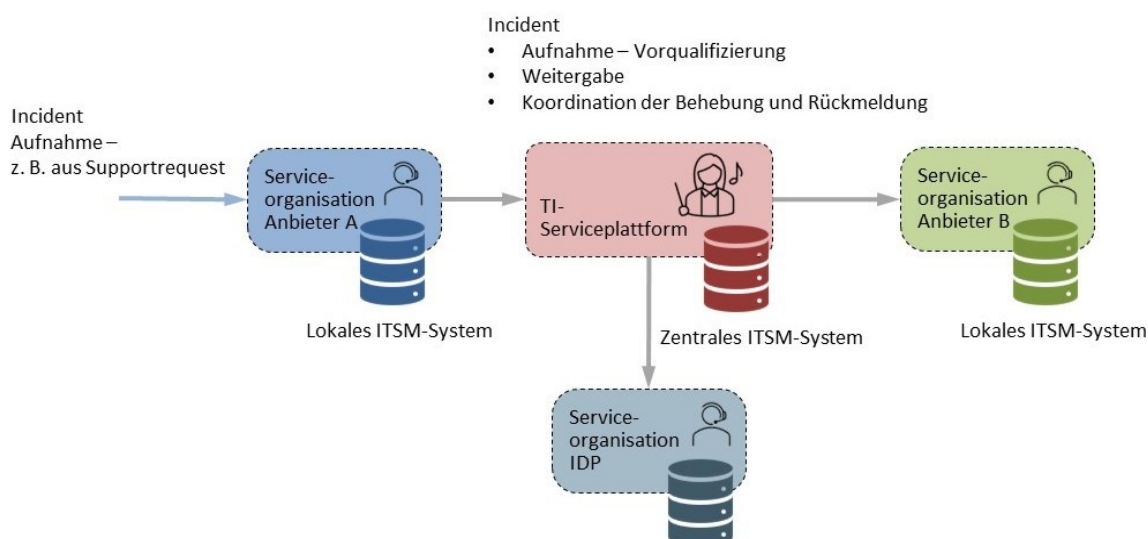 Incident
• Aufnahme – Vorqualifizierung
• Weitergabe
• Koordination der Behebung und Rückmeldung
Incident
Aufnahme –
z. B. aus Supportrequest
Service-
organisation
Anbieter A
TI-
Serviceplattform
Service-
organisation
Anbieter B
Lokales ITSM-System
Zentrales ITSM-System
Lokales ITSM-System
Service-
organisation
IDP